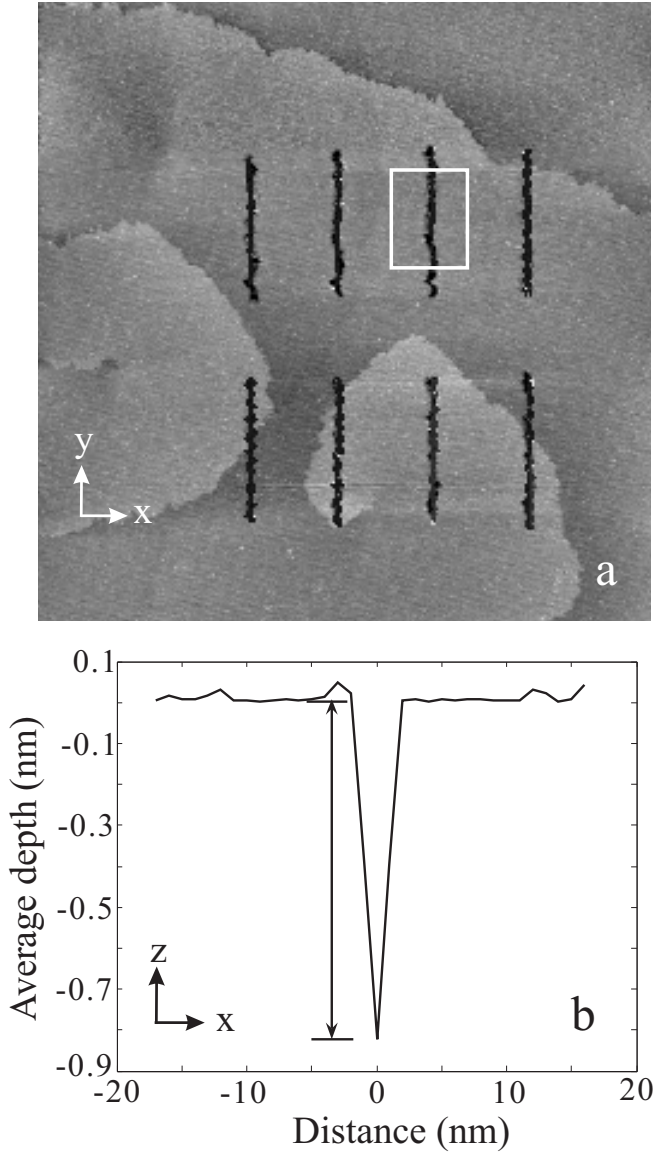 y
x
a
0.1
-0.1
-0.3
-0.5
-0.7
-0.9
Average depth (nm)
z
x
b
-20 -10 0 10 20
Distance (nm)